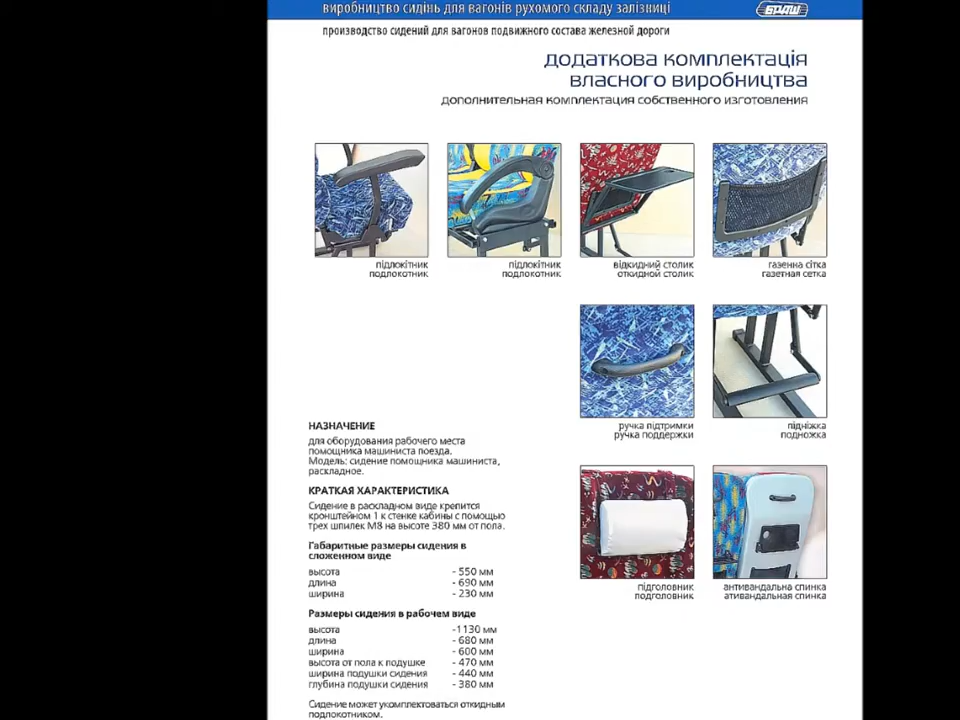 виробництво сидінь для вагонів рухомого складу залізниці
БРАШ
производство сидений для вагонов подвижного состава железной дороги
додаткова комплектація
власного виробництва
дополнительная комплектация собственного изготовления
підлокітник
подлокотник
підлокітник
подлокотник
відкидний столик
откидной столик
газенна сітка
газетная сетка
ручка підтримки
ручка поддержки
підніжка
подножка
НАЗНАЧЕНИЕ
для оборудования рабочего места
помощника машиниста поезда.
Модель: сидение помощника машиниста,
раскладное.
КРАТКАЯ ХАРАКТЕРИСТИКА
Сидение в раскладном виде крепится
кронштейном 1 к стенке кабины с помощью
трех шпилек М8 на высоте 380 мм от пола.
Габаритные размеры сидения в
сложенном виде
высота - 550 мм
длина - 690 мм
ширина - 230 мм
Размеры сидения в рабочем виде
высота -1130 мм
длина - 680 мм
ширина - 600 мм
высота от пола к подушке - 470 мм
ширина подушки сидения - 440 мм
глубина подушки сидения - 380 мм
Сидение может укомплектоваться откидным
подлокотником.
підголовник
подголовник
антивандальна спинка
ативандальная спинка